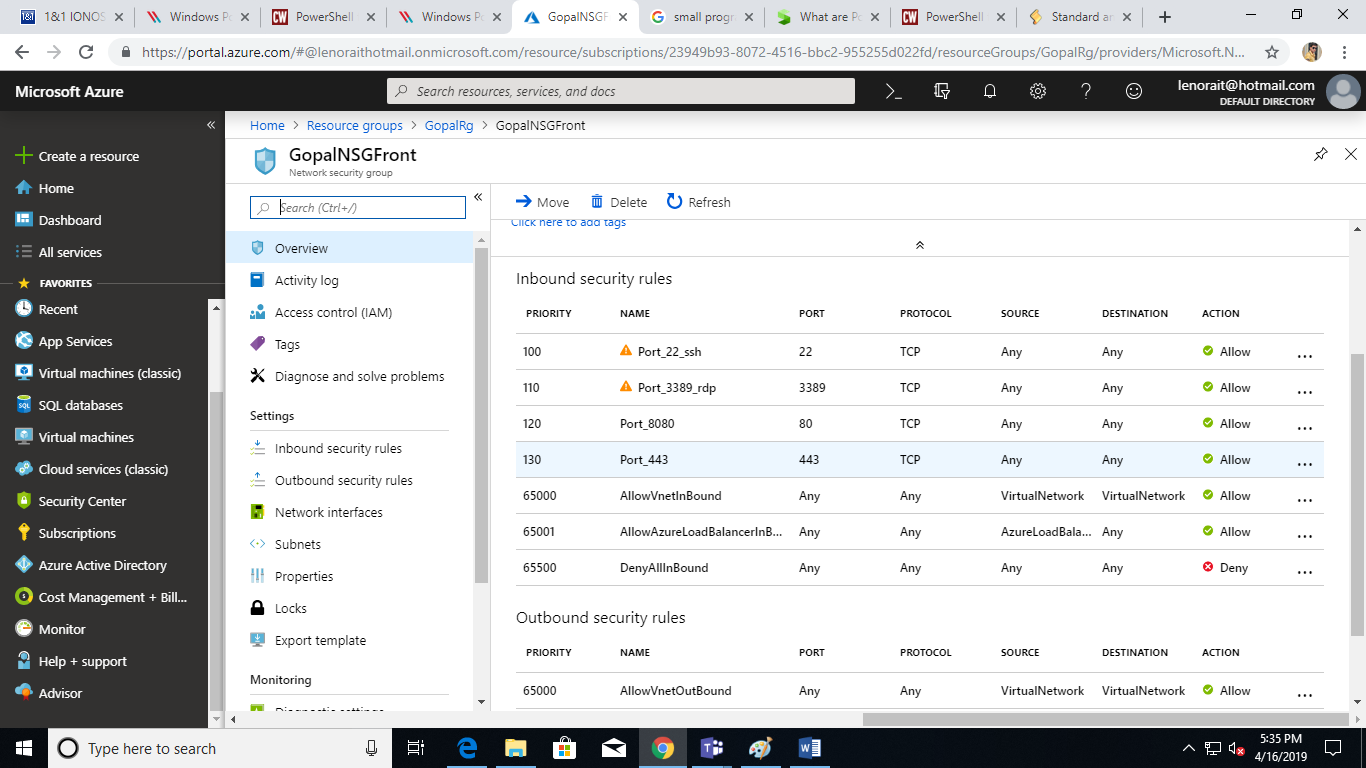 1&1 IONOS
Windows Po
PowerShell
Windows Po
GopalNSGF
small progr
What are Po
PowerShell
Standard ar
https://portal.azure.com/#@lenoraithotmail.onmicrosoft.com/resource/subscriptions/23949b93-8072-4516-bbc2-955255d022fd/resourceGroups/GopalRg/providers/Microsoft.N...
Microsoft Azure
Search resources, services, and docs
lenorait@hotmail.com
DEFAULT DIRECTORY
Create a resource
Home
Dashboard
All services
FAVORITES
Recent
App Services
Virtual machines (classic)
SQL databases
Virtual machines
Cloud services (classic)
Security Center
Subscriptions
Azure Active Directory
Cost Management + Bill...
Monitor
Help + support
Advisor
Home > Resource groups > GopalRg > GopalNSGFront
GopalNSGFront
Network security group
Search (Ctrl+/)
Overview
Activity log
Access control (IAM)
Tags
Diagnose and solve problems
Settings
Inbound security rules
Outbound security rules
Network interfaces
Subnets
Properties
Locks
Export template
Monitoring
Diagnostic settings
Move Delete Refresh
Click here to add tags
Inbound security rules
PRIORITY NAME PORT PROTOCOL SOURCE DESTINATION ACTION
100 Port_22_ssh 22 TCP Any Any Allow ...
110 Port_3389_rdp 3389 TCP Any Any Allow ...
120 Port_8080 80 TCP Any Any Allow ...
130 Port_443 443 TCP Any Any Allow ...
65000 AllowVnetInBound Any Any VirtualNetwork VirtualNetwork Allow ...
65001 AllowAzureLoadBalancerInB... Any Any AzureLoadBala... Any Allow ...
65500 DenyAllInBound Any Any Any Any Deny ...
Outbound security rules
PRIORITY NAME PORT PROTOCOL SOURCE DESTINATION ACTION
65000 AllowVnetOutBound Any Any VirtualNetwork VirtualNetwork Allow ...
Type here to search
5:35 PM
4/16/2019